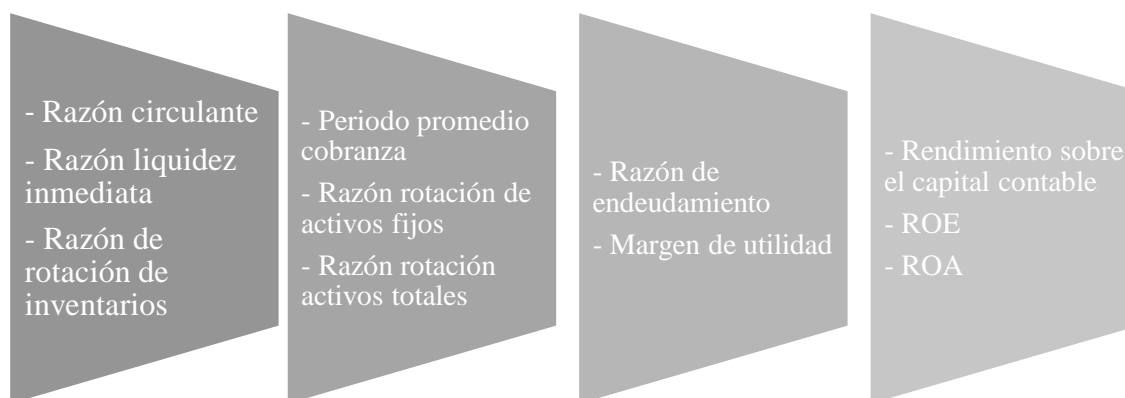 - Razón circulante
- Razón liquidez
inmediata
- Razón de
rotación de
inventarios
- Periodo promedio
cobranza
- Razón rotación de
activos fijos
- Razón rotación
activos totales
- Razón de
endeudamiento
- Margen de utilidad
- Rendimiento sobre
el capital contable
- ROE
- ROA